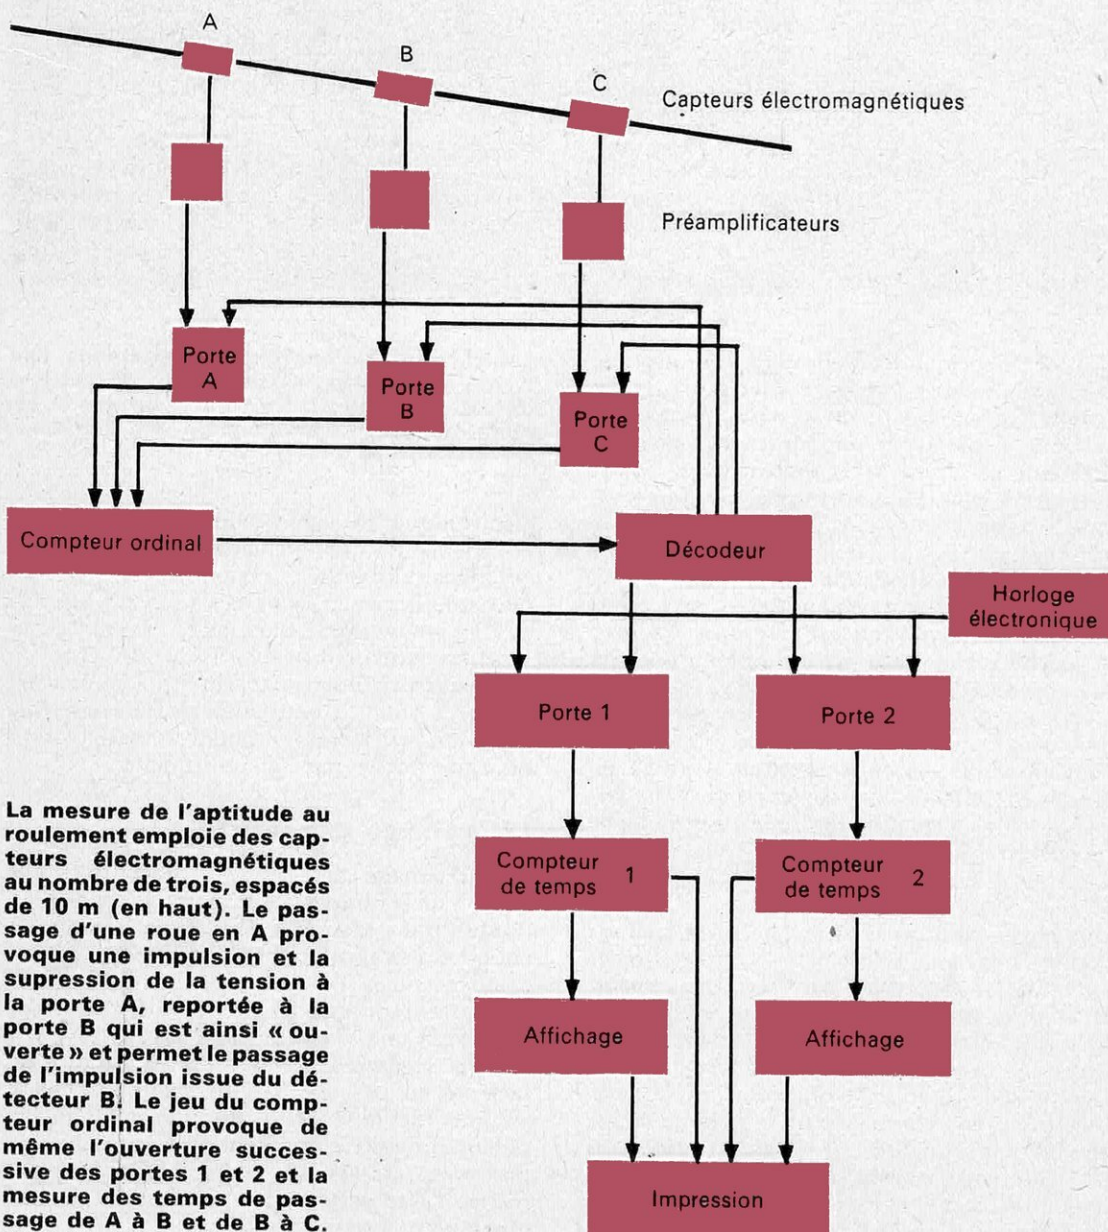 A
B
C
Capteurs électromagnétiques
Préamplificateurs
Porte
A
Porte
B
Porte
C
Compteur ordinal
Décodeur
Horloge
électronique
Porte 1
Porte 2
Compteur
de temps 1
Compteur
de temps 2
Affichage
Affichage
Impression
La mesure de l'aptitude au
roulement emploie des cap-
teurs électromagnétiques
au nombre de trois, espacés
de 10 m (en haut). Le pas-
sage d'une roue en A pro-
voque une impulsion et la
supression de la tension à
la porte A, reportée à la
porte B qui est ainsi « ou-
verte » et permet le passage
de l'impulsion issue du dé-
tecteur B. Le jeu du comp-
teur ordinal provoque de
même l'ouverture succes-
sive des portes 1 et 2 et la
mesure des temps de pas-
sage de A à B et de B à C.